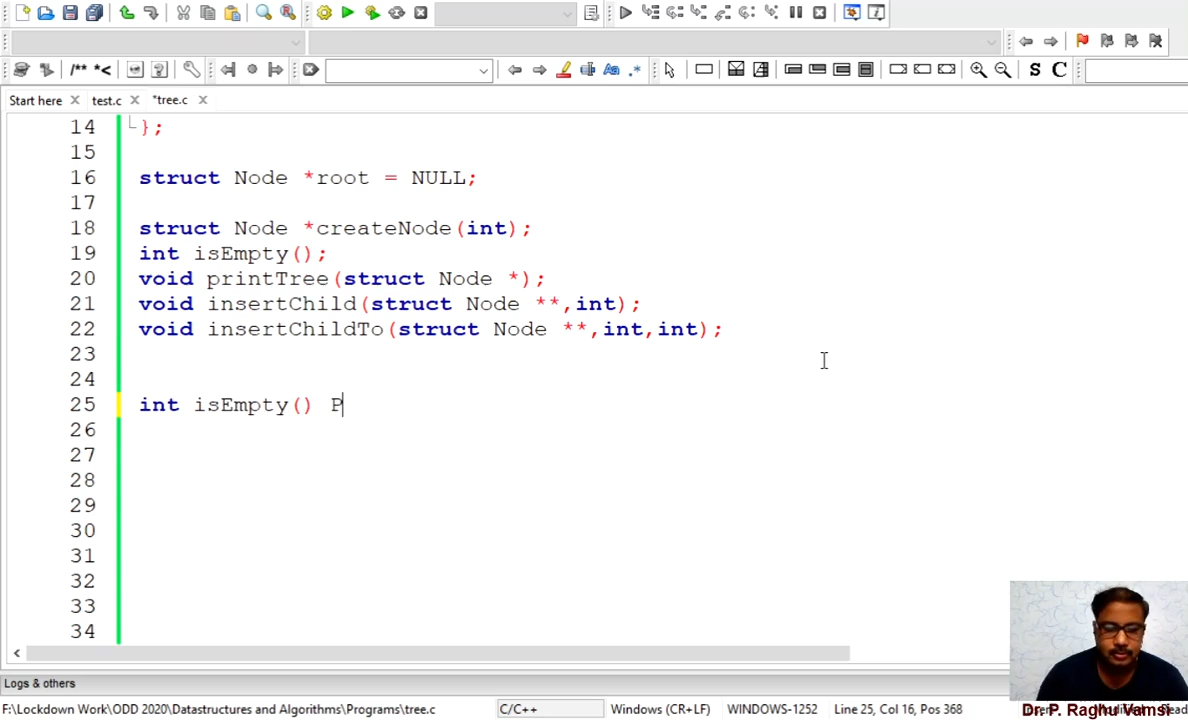 /** *<
S C
Start here
test.c
*tree.c
14 };
15
16 struct Node *root = NULL;
17
18 struct Node *createNode(int);
19 int isEmpty();
20 void printTree(struct Node *);
21 void insertChild(struct Node **,int);
22 void insertChildTo(struct Node **,int,int);
23
24
25 int isEmpty() P
26
27
28
29
30
31
32
33
34
Logs & others
F:\Lockdown Work\ODD 2020\Datastructures and Algorithms\Programs\tree.c C/C++ Windows (CR+LF) WINDOWS-1252 Line 25, Col 16, Pos 368
Dr. P. Raghu Vamsi